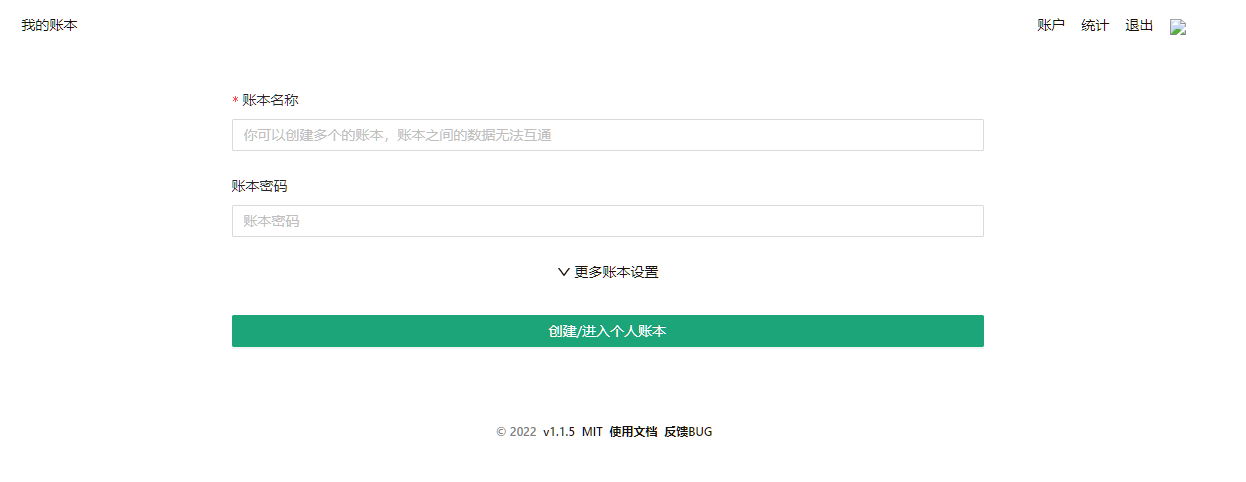 我的账本 账户 统计 退出
* 账本名称
你可以创建多个的账本，账本之间的数据无法互通
账本密码
账本密码
更多账本设置
创建/进入个人账本
© 2022 v1.1.5 MIT 使用文档 反馈BUG